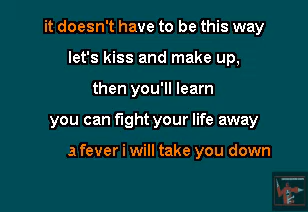 it doesn't have to be this way
let's kiss and make up,
then you'll learn
you can fight your life away
a fever i will take you down